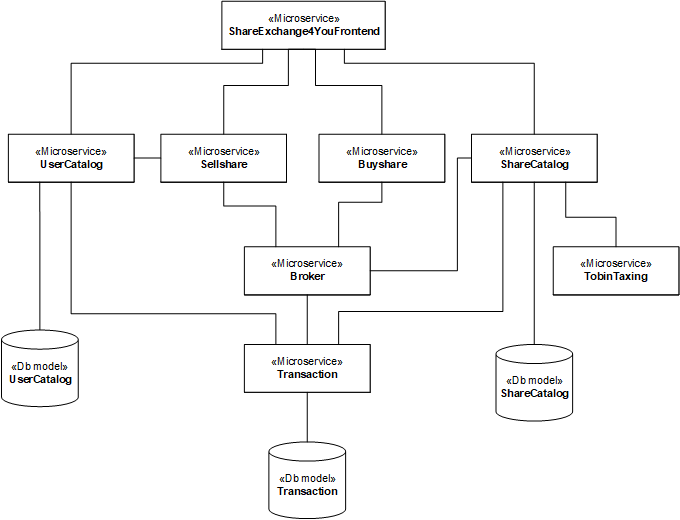 «Microservice»
ShareExchange4YouFrontend
«Microservice»
UserCatalog
«Microservice»
Sellshare
«Microservice»
Buyshare
«Microservice»
ShareCatalog
«Microservice»
Broker
«Microservice»
TobinTaxing
«Db model»
UserCatalog
«Microservice»
Transaction
«Db model»
ShareCatalog
«Db model»
Transaction